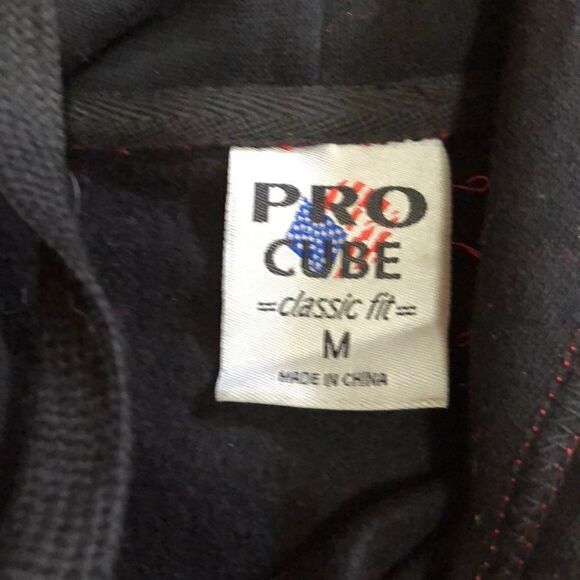 PRO
CUBE
=classic fit=
M
MADE IN CHINA